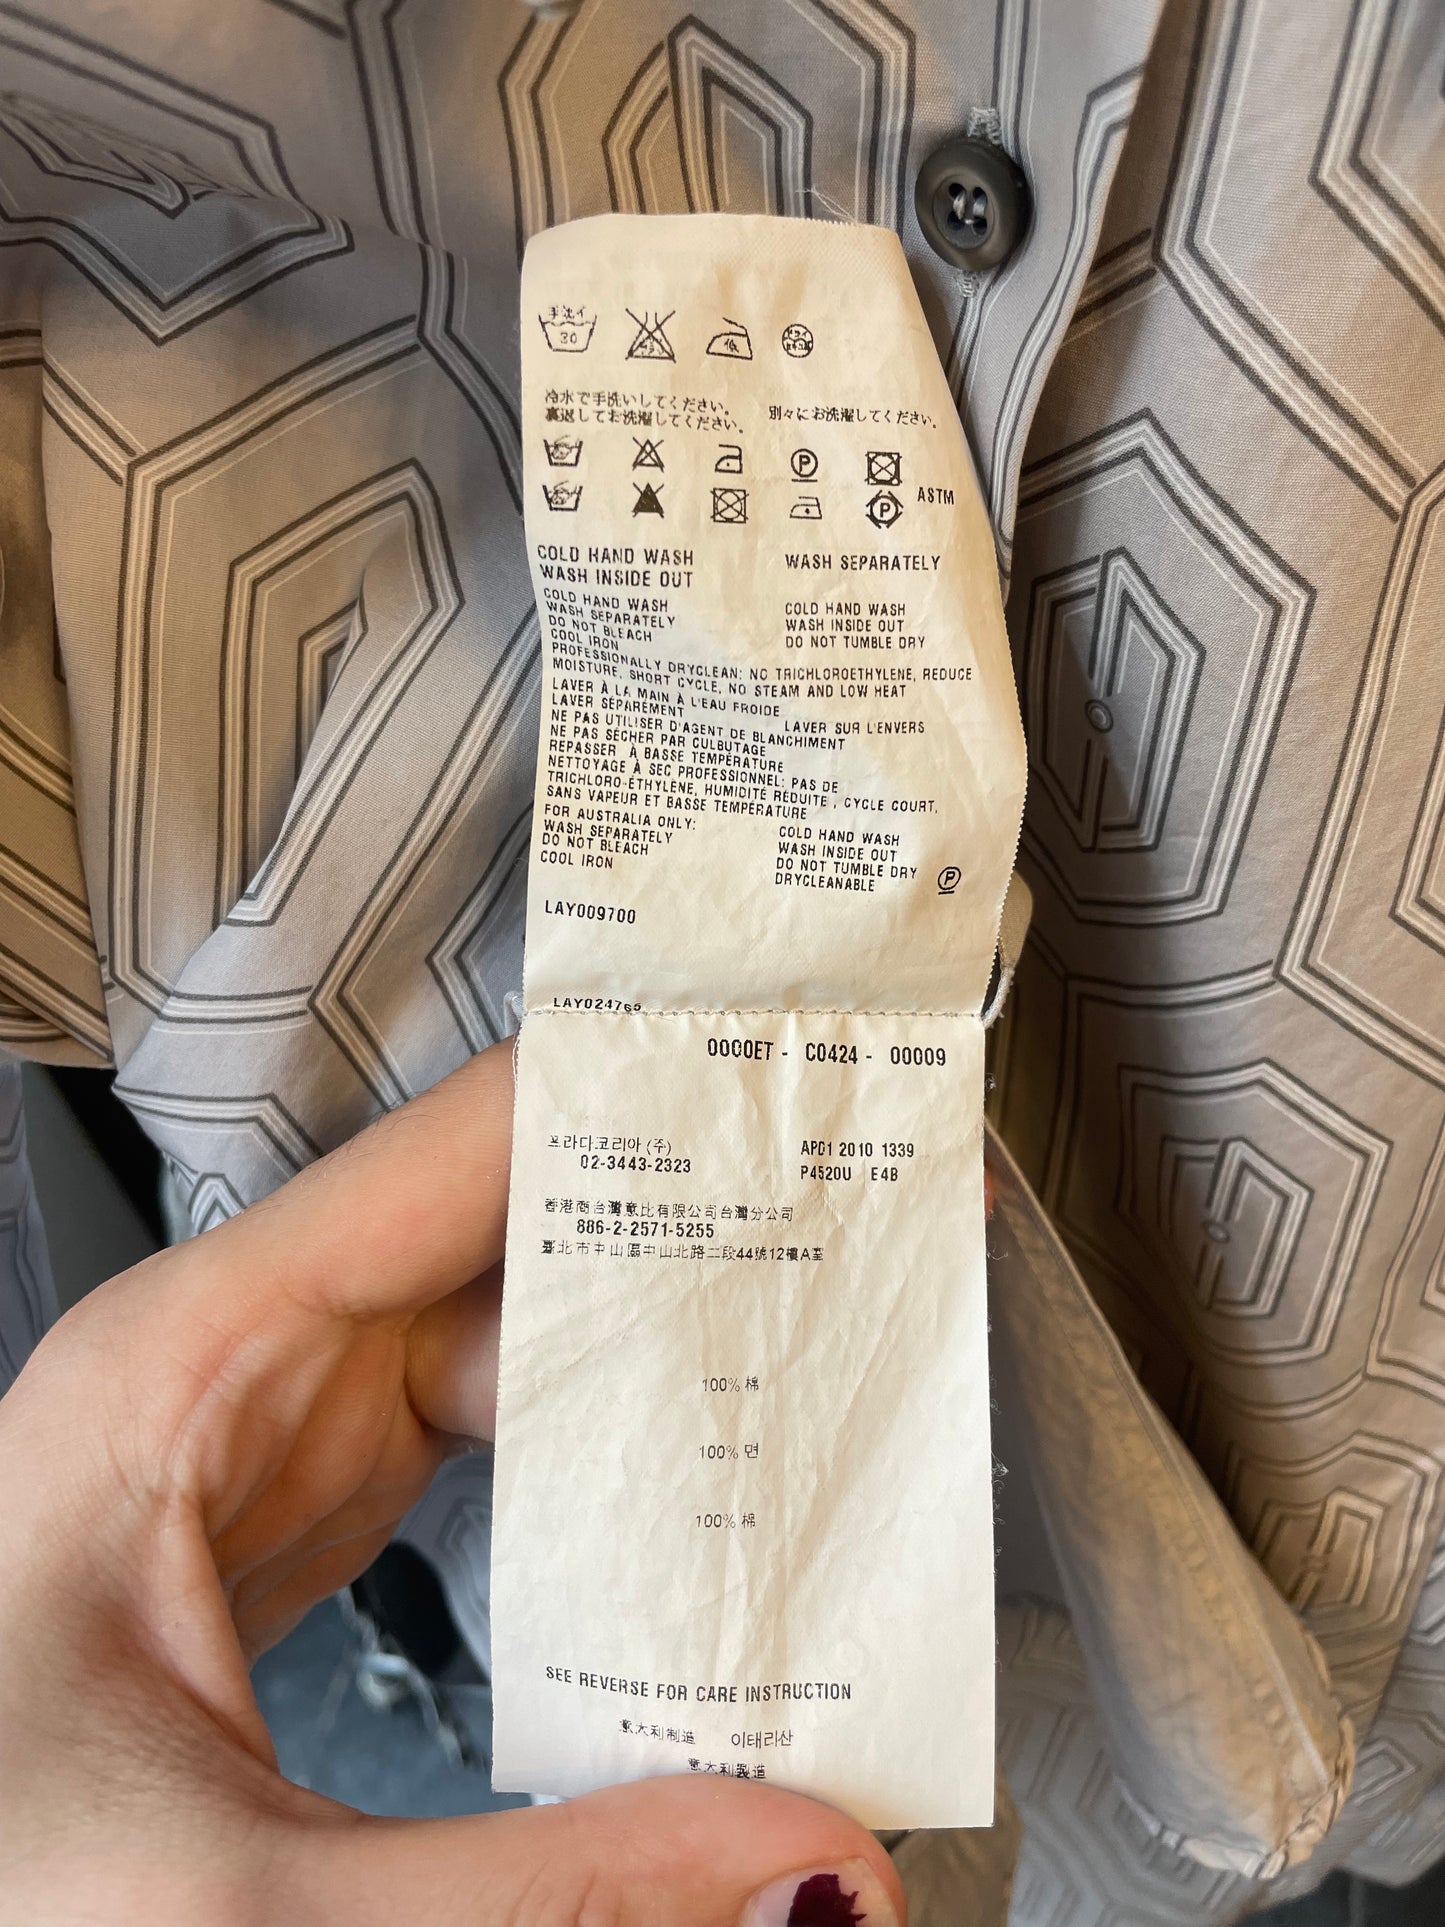 手洗イ
30
低
冷水で手洗いしてください。 別々にお洗濯してください。
裏返してお洗濯してください。
P
ASTM
P
COLD HAND WASH WASH SEPARATELY
WASH INSIDE OUT
COLD HAND WASH COLD HAND WASH
WASH SEPARATELY WASH INSIDE OUT
DO NOT BLEACH DO NOT TUMBLE DRY
COOL IRON
PROFESSIONALLY DRYCLEAN: NO TRICHLOROETHYLENE, REDUCE
MOISTURE, SHORT CYCLE, NO STEAM AND LOW HEAT
LAVER À LA MAIN À L'EAU FROIDE
LAVER SÉPARÉMENT LAVER SUR L'ENVERS
NE PAS UTILISER D'AGENT DE BLANCHIMENT
NE PAS SÉCHER PAR CULBUTAGE
REPASSER À BASSE TEMPÉRATURE
NETTOYAGE À SEC PROFESSIONNEL: PAS DE
TRICHLORO-ÉTHYLÈNE, HUMIDITÉ RÉDUITE, CYCLE COURT,
SANS VAPEUR ET BASSE TEMPÉRATURE
FOR AUSTRALIA ONLY: COLD HAND WASH
WASH SEPARATELY WASH INSIDE OUT
DO NOT BLEACH DO NOT TUMBLE DRY
COOL IRON DRYCLEANABLE P
LAY009700
LAY024765
0000ET - C0424 - 00009
프라다코리아 (주) AP01 2010 1339
02-3443-2323 P4520U E4B
香港商台灣意比有限公司台灣分公司
886-2-2571-5255
臺北市中山區中山北路二段44號12樓A室
100% 棉
100% 면
100% 棉
SEE REVERSE FOR CARE INSTRUCTION
意大利制造 이태리산
意大利製造